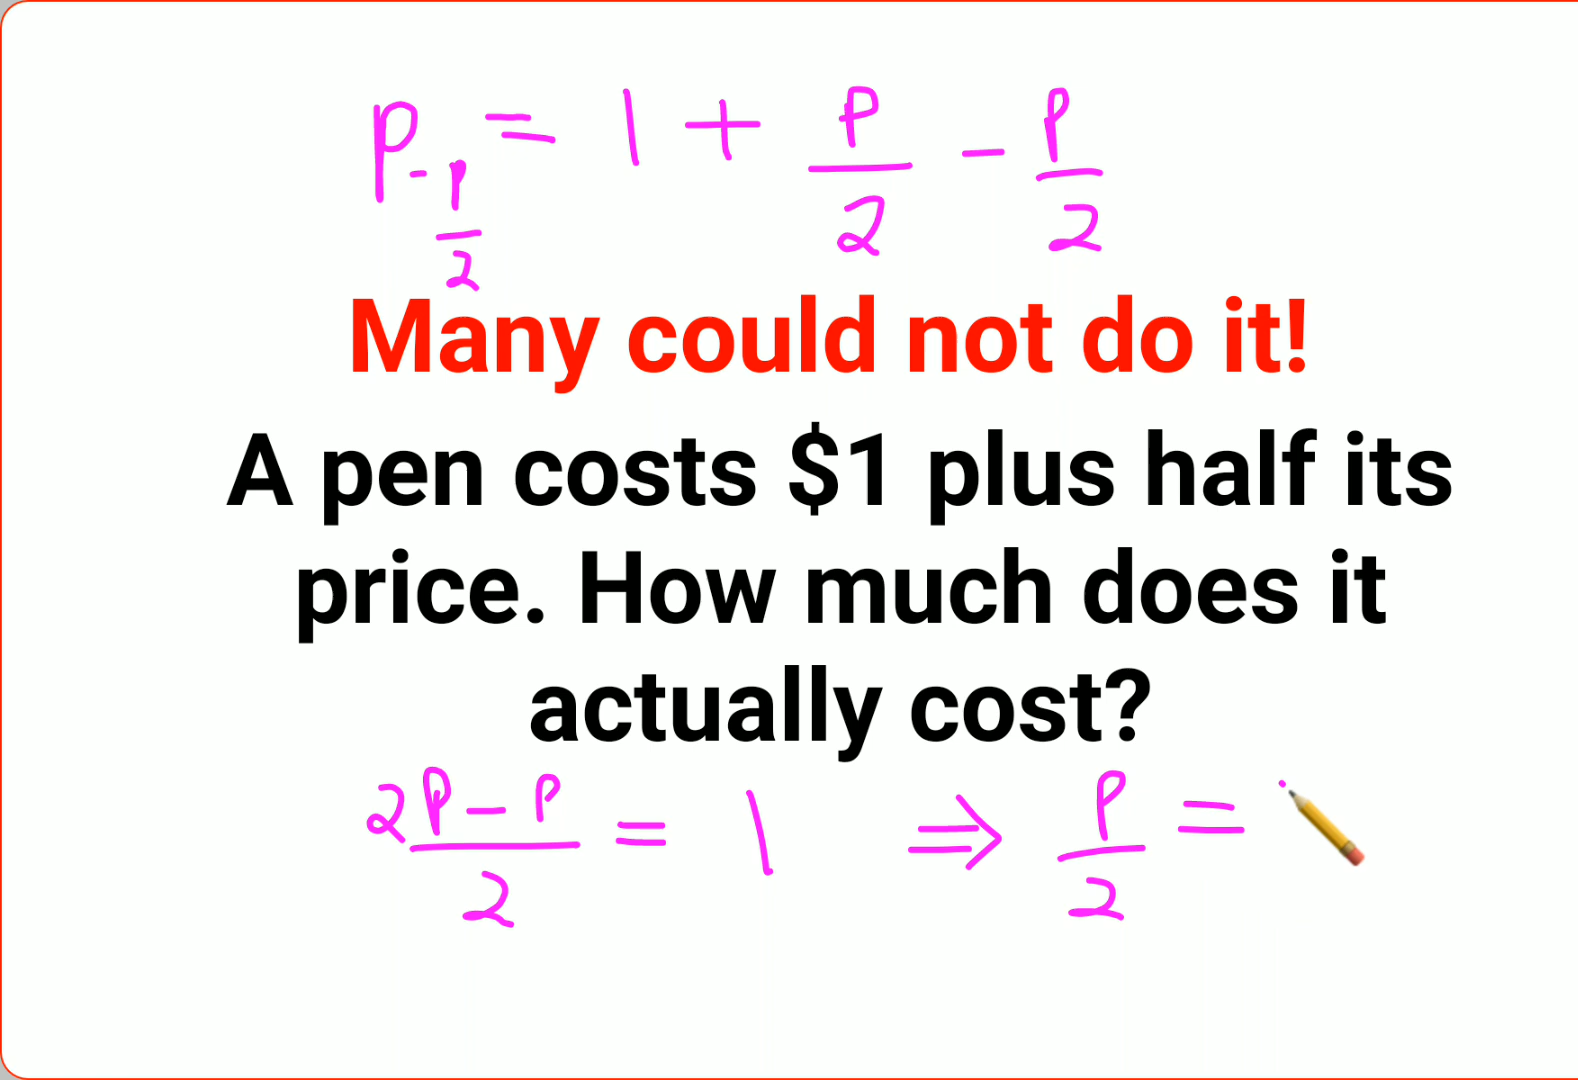 P - P/2 = 1 + P/2 - P/2
Many could not do it!
A pen costs $1 plus half its
price. How much does it
actually cost?
2P - P/2 = 1 ⇒ P/2 =